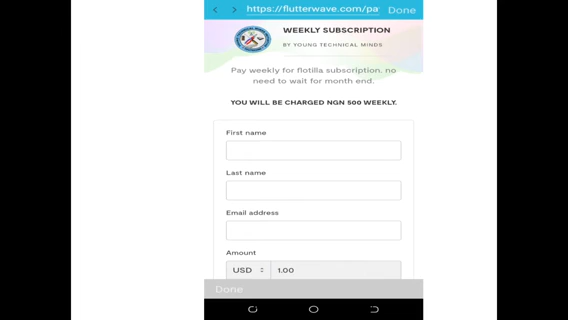 https://flutterwave.com/pa
Done
WEEKLY SUBSCRIPTION
BY YOUNG TECHNICAL MINDS
Pay weekly for flotilla subscription. no
need to wait for month end.
YOU WILL BE CHARGED NGN 500 WEEKLY.
First name
Last name
Email address
Amount
USD 1.00
Done